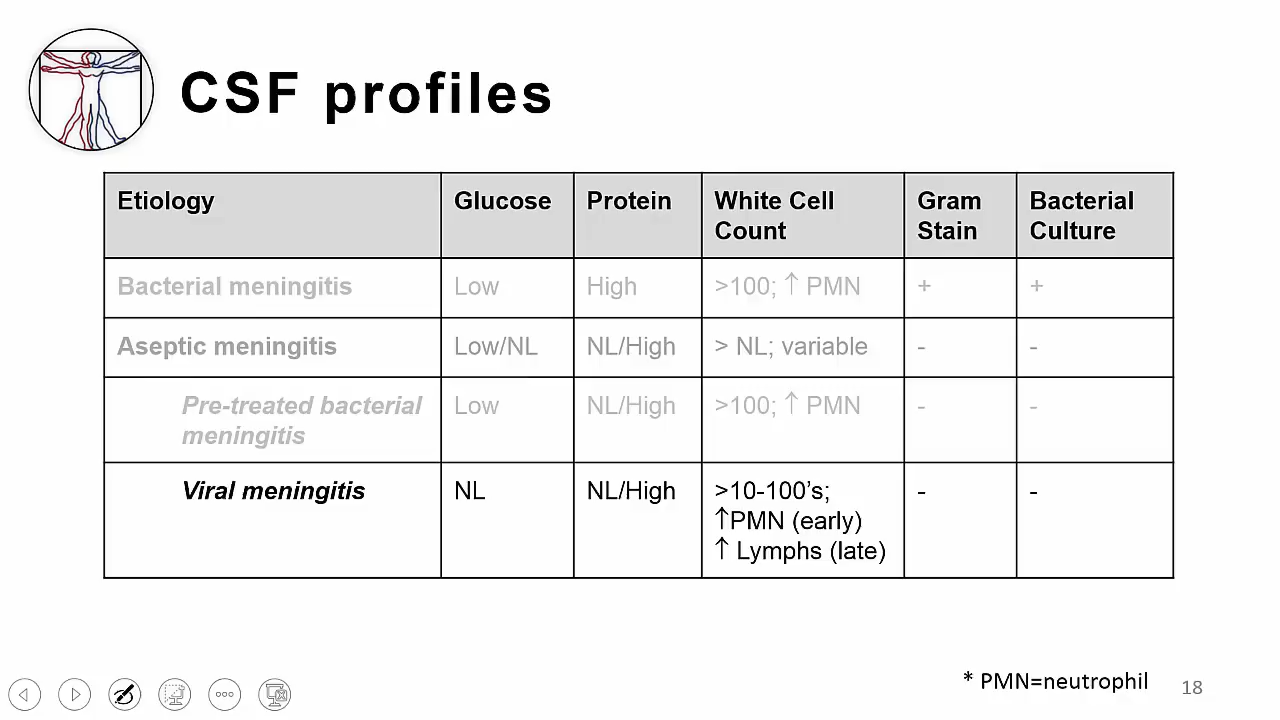 CSF profiles
Etiology Glucose Protein White Cell Count Gram Stain Bacterial Culture
Bacterial meningitis Low High >100; ↑ PMN + +
Aseptic meningitis Low/NL NL/High > NL; variable - -
Pre-treated bacterial meningitis Low NL/High >100; ↑ PMN - -
Viral meningitis NL NL/High >10-100’s; ↑PMN (early) ↑ Lymphs (late) - -
* PMN=neutrophil
18